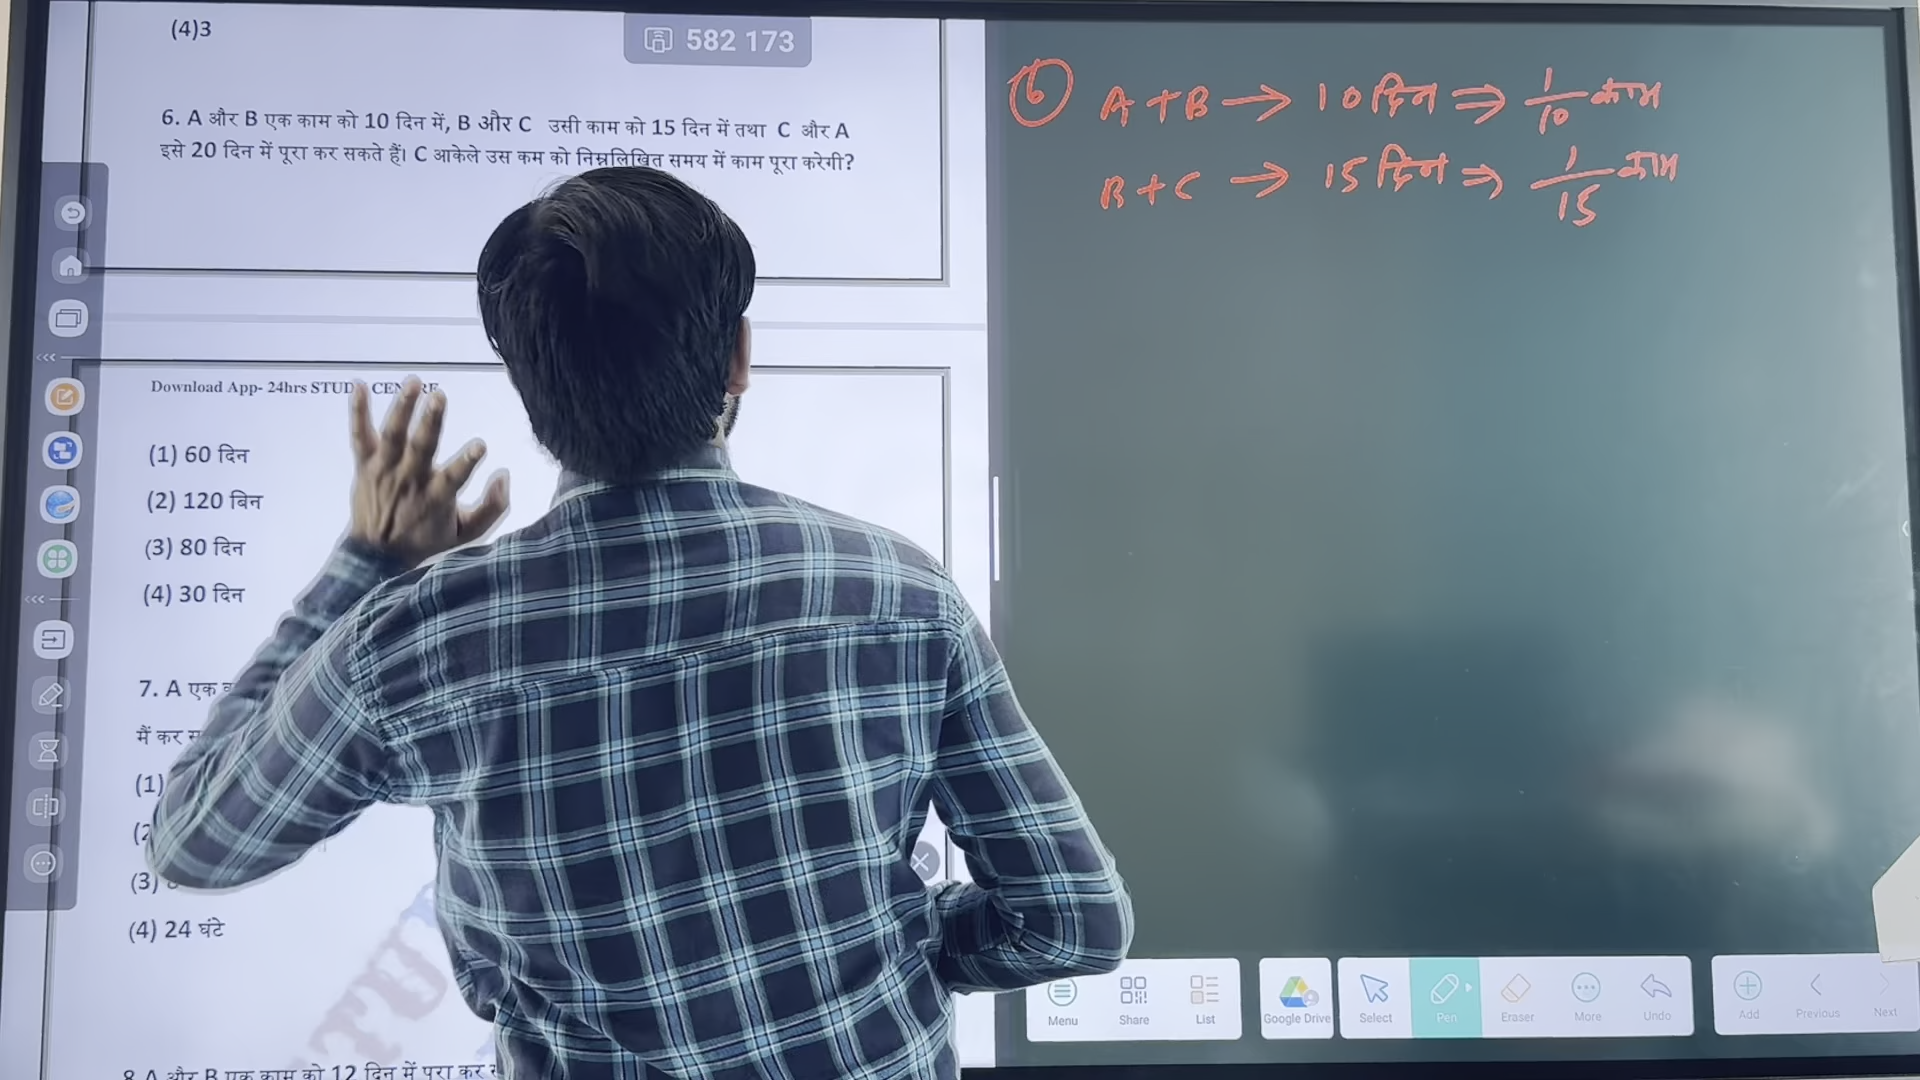 (4)3
582 173
6. A और B एक काम को 10 दिन में, B और C उसी काम को 15 दिन में तथा C और A
इसे 20 दिन में पूरा कर सकते हैं। C आकेले उस कम को निम्नलिखित समय में काम पूरा करेगी?
Download App- 24hrs STUDY CENTRE
(1) 60 दिन
(2) 120 बिन
(3) 80 दिन
(4) 30 दिन
7. A एक
में कर
(1)
(2
(3)
(4) 24 घंटे
8 A और B एक काम को 12 दिन में पूरा कर
6 A+B → 10 दिन ⇒ 1/10 काम
B+C → 15 दिन ⇒ 1/15 काम
Menu Share List Google Drive Select Pen Eraser More Undo Add Previous Next